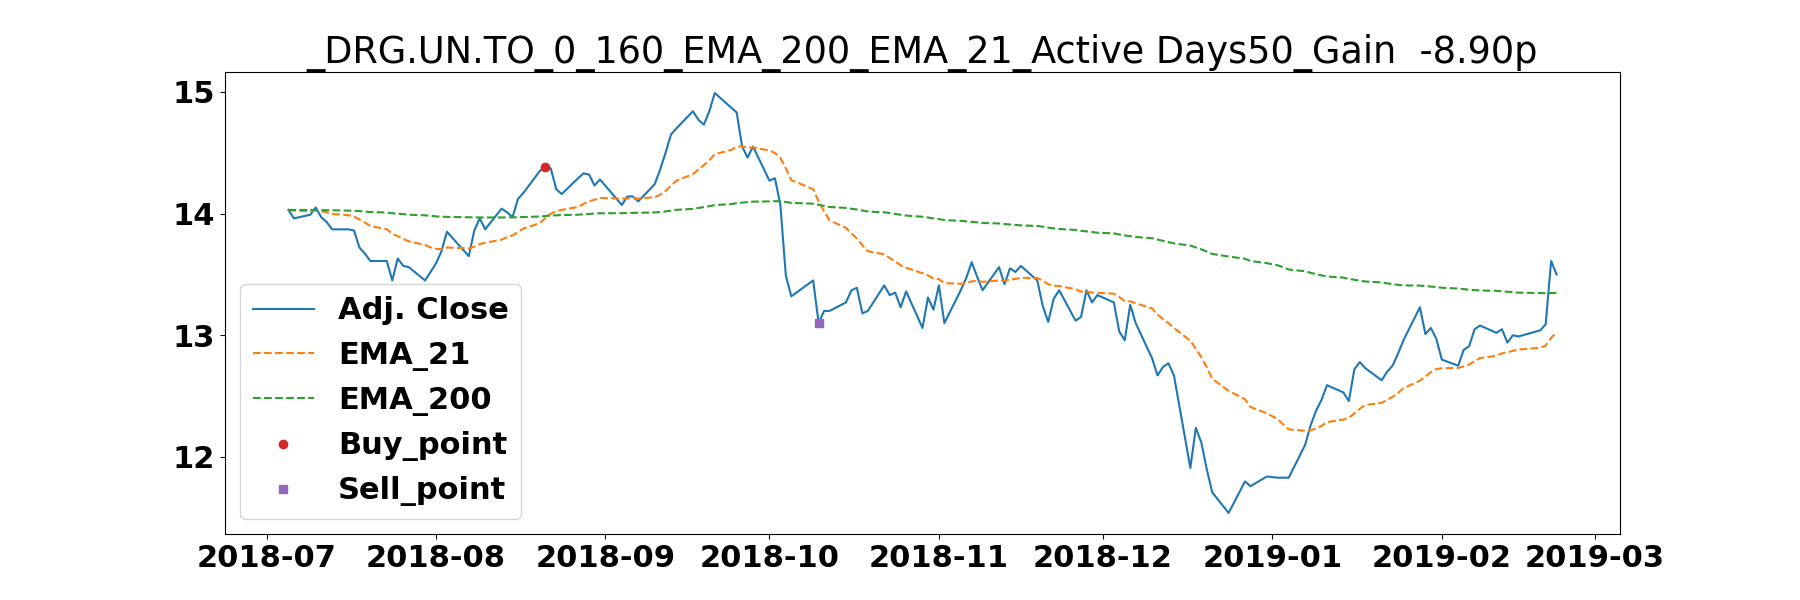 _DRG.UN.TO_0_160_EMA_200_EMA_21_Active Days50_Gain  -8.90p
15
14
13
12
Adj. Close
EMA_21
EMA_200
Buy_point
Sell_point
2018-07 2018-08 2018-09 2018-10 2018-11 2018-12 2019-01 2019-02 2019-03